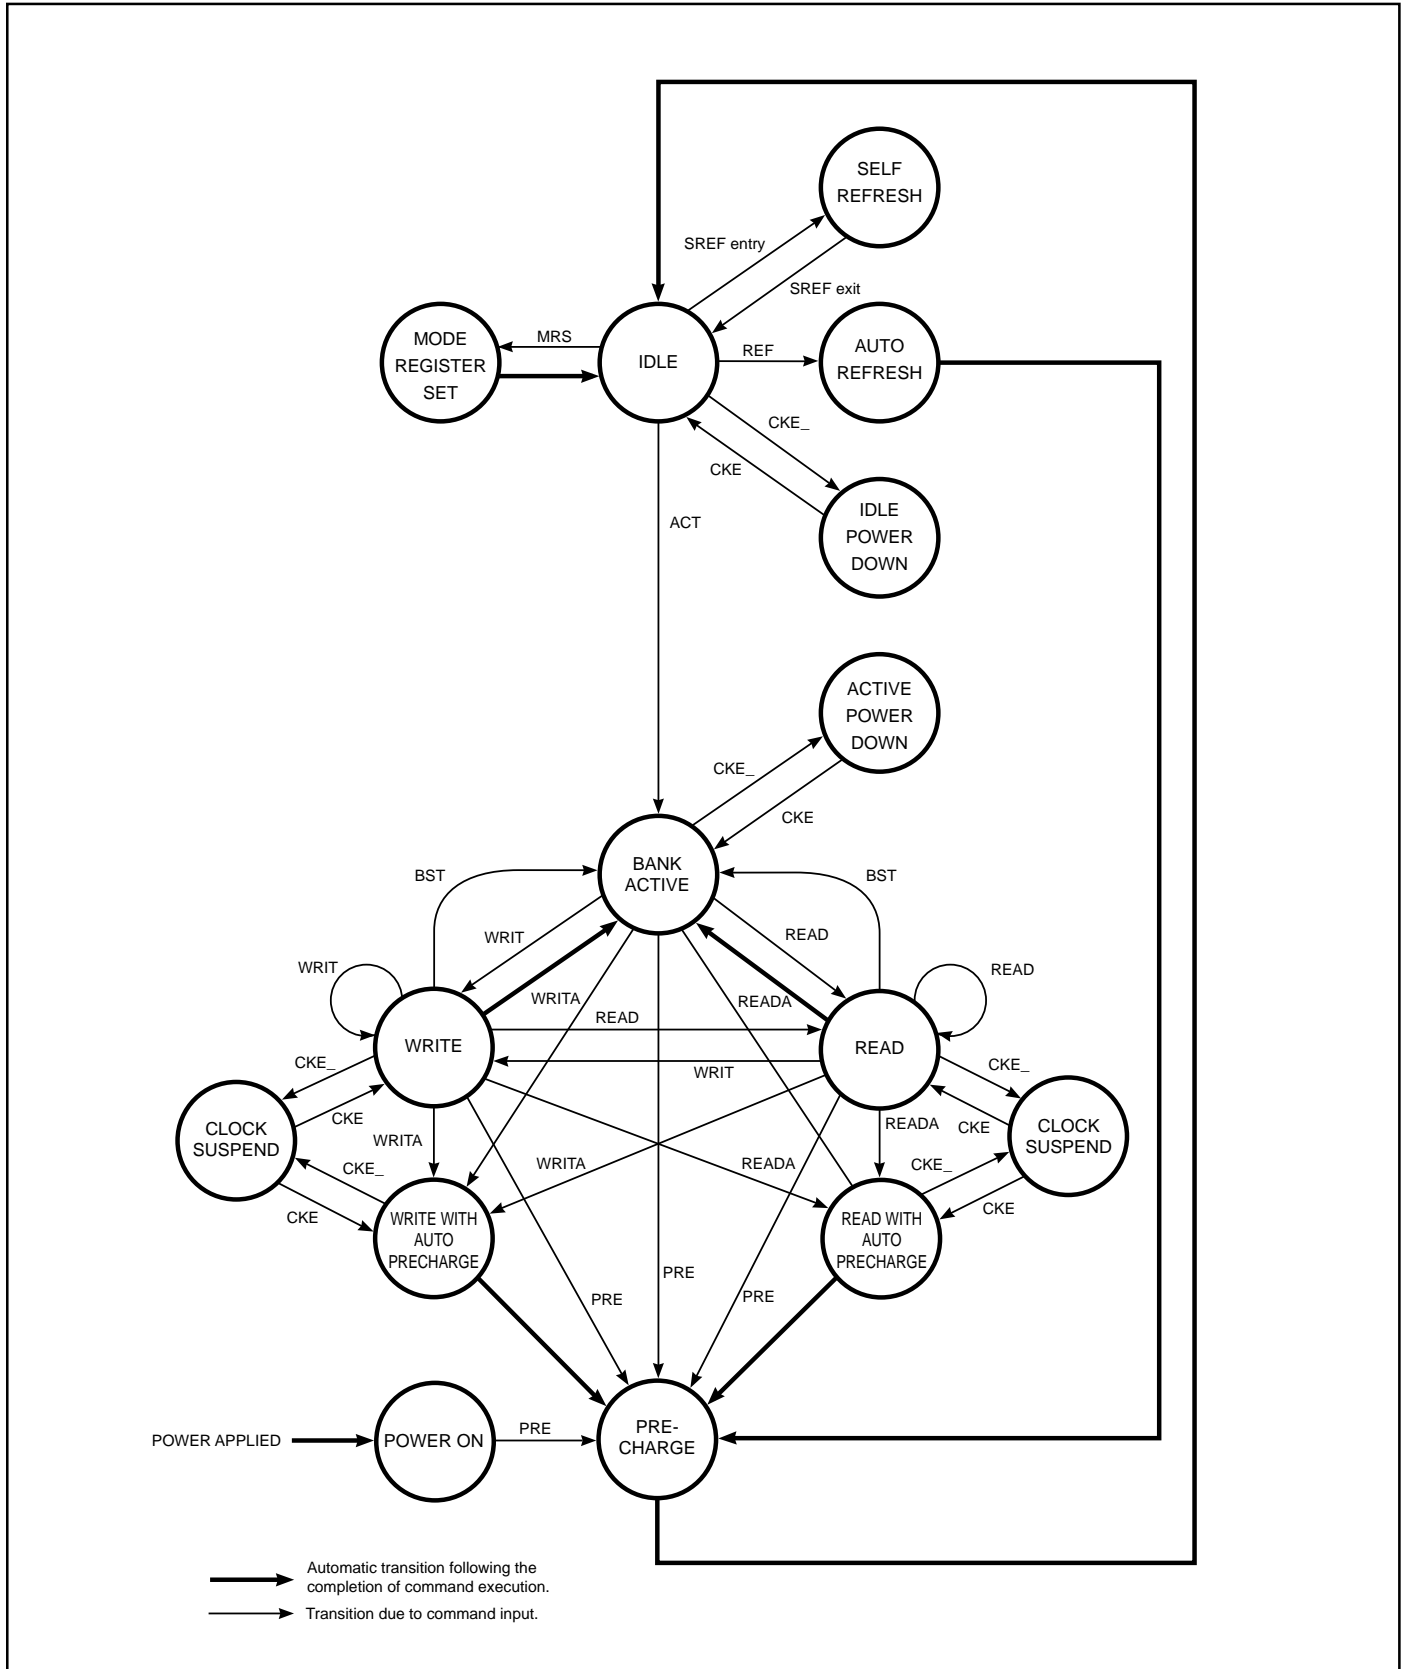 SELF
REFRESH
SREF entry
SREF exit
MODE
REGISTER
SET
MRS
IDLE
REF
AUTO
REFRESH
CKE_
CKE
IDLE
POWER
DOWN
ACT
ACTIVE
POWER
DOWN
CKE_
CKE
BANK
ACTIVE
BST
BST
WRIT
READ
WRIT
READ
WRITA
READA
READ
WRITE
READ
WRIT
CKE_
CKE_
CKE
CKE
CLOCK
SUSPEND
CLOCK
SUSPEND
WRITA
READA
CKE_
WRITA
READA
CKE_
CKE
CKE
WRITE WITH
AUTO
PRECHARGE
READ WITH
AUTO
PRECHARGE
PRE
PRE
PRE
POWER APPLIED
POWER ON
PRE
PRE-
CHARGE
Automatic transition following the
completion of command execution.
Transition due to command input.